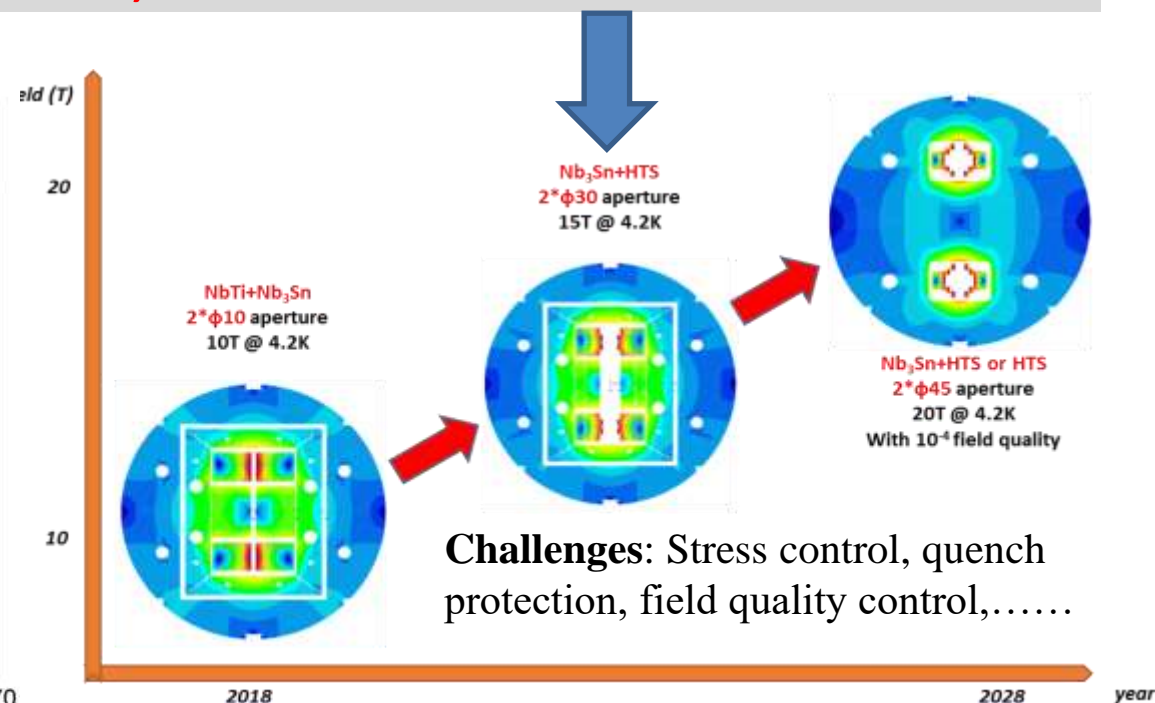 eld (T)
20
10
NbTi+Nb₃Sn
2*ϕ10 aperture
10T @ 4.2K
Nb₃Sn+HTS
2*ϕ30 aperture
15T @ 4.2K
Nb₃Sn+HTS or HTS
2*ϕ45 aperture
20T @ 4.2K
With 10⁻⁴ field quality
Challenges: Stress control, quench
protection, field quality control,……
2018
2028
year